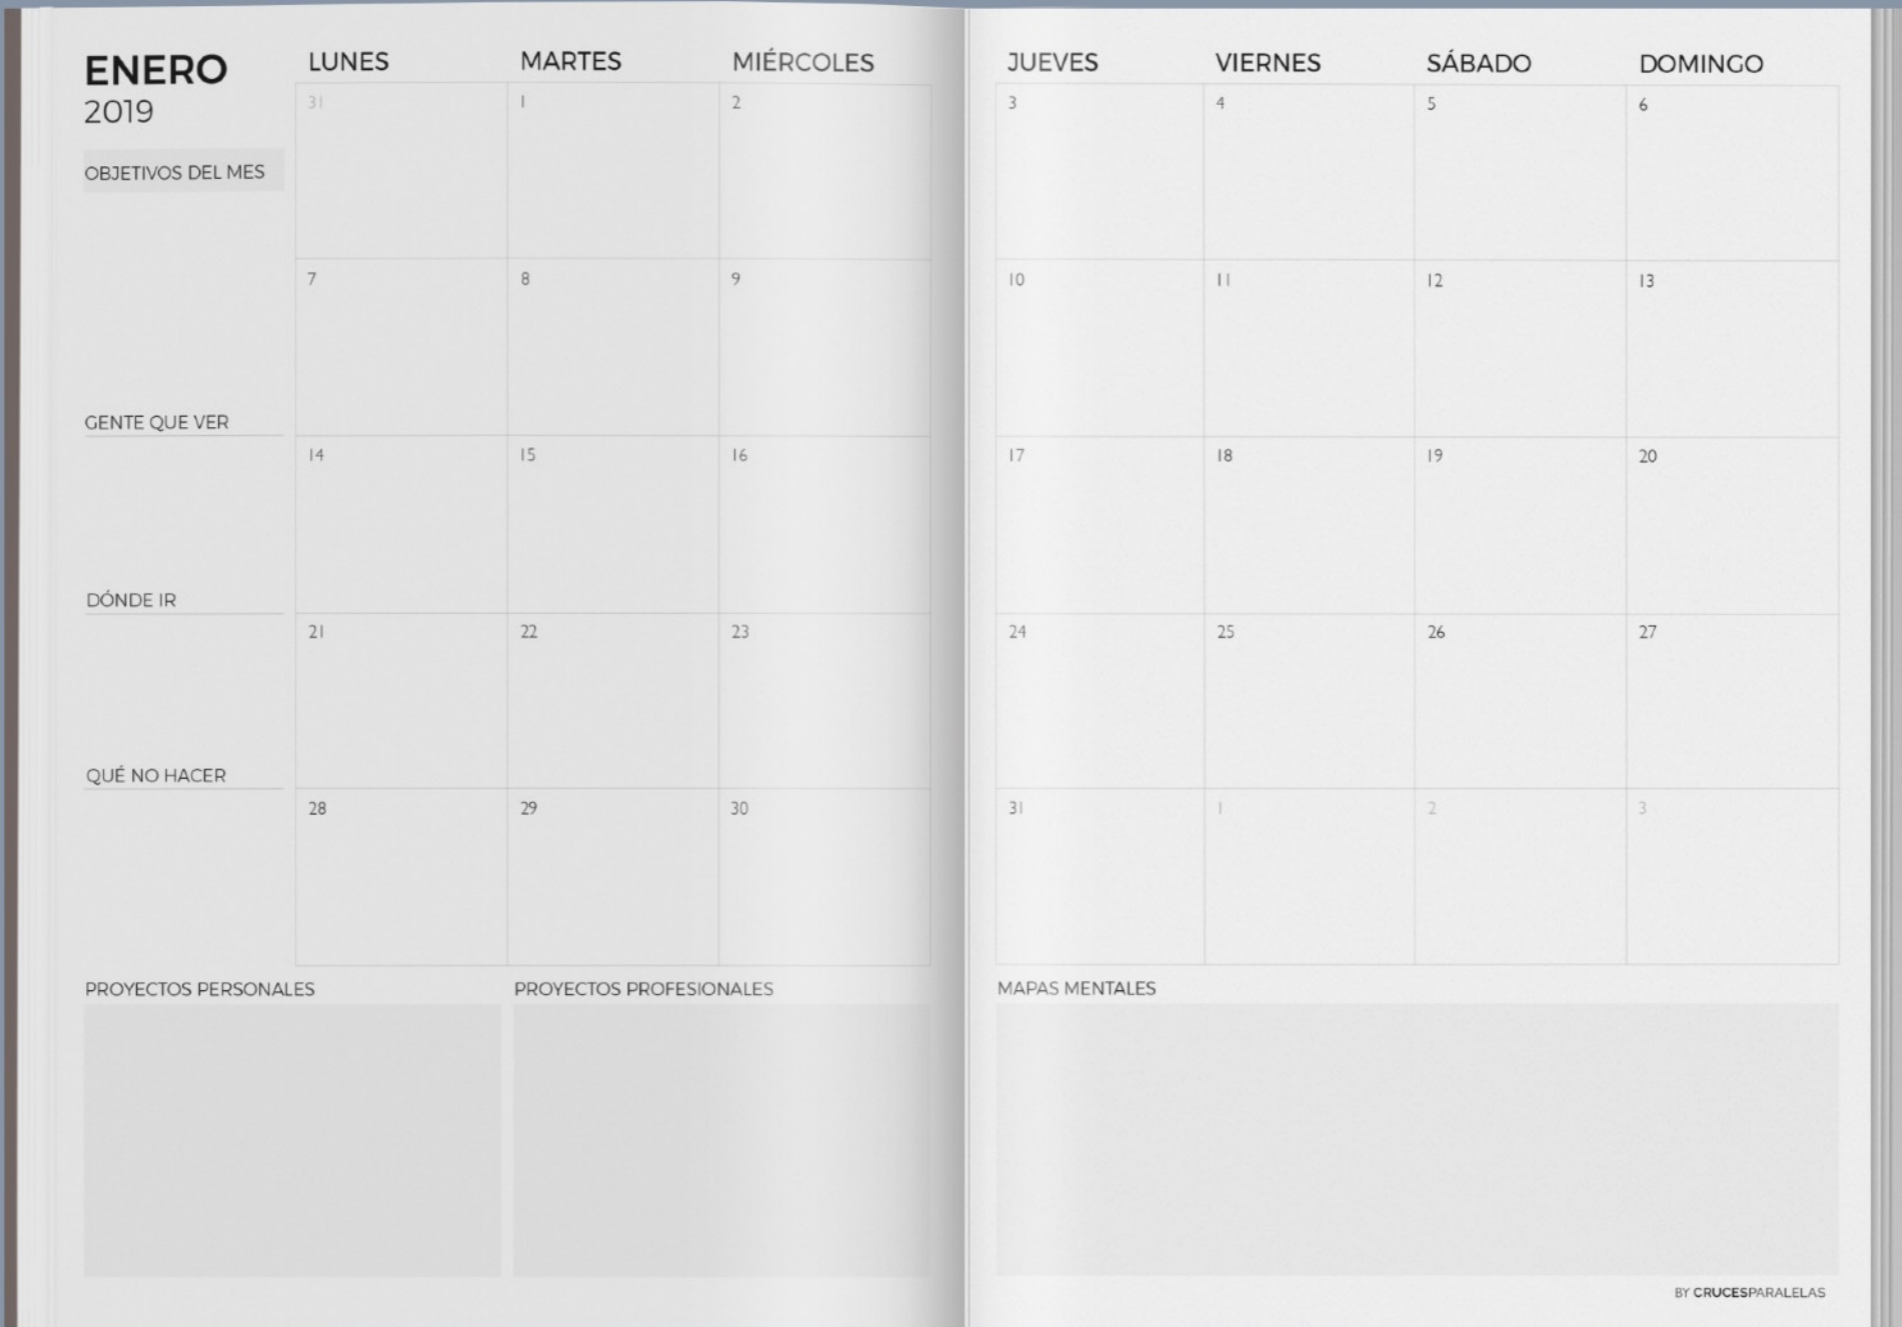 ENERO
2019
OBJETIVOS DEL MES
GENTE QUE VER
DÓNDE IR
QUÉ NO HACER
LUNES MARTES MIÉRCOLES JUEVES VIERNES SÁBADO DOMINGO
31 1 2 3 4 5 6
7 8 9 10 11 12 13
14 15 16 17 18 19 20
21 22 23 24 25 26 27
28 29 30 31 1 2 3
PROYECTOS PERSONALES PROYECTOS PROFESIONALES MAPAS MENTALES
BY CRUCESPARALELAS